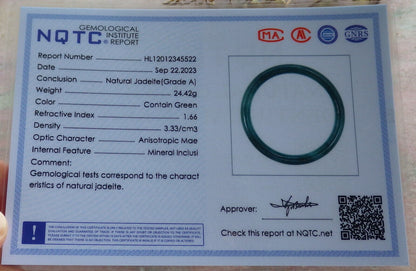 NQTC GEMOLOGICAL
INSTITUTE
REPORT
MA
GNRS
Report Number HL12012345522
Date Sep 22,2023
Conclusion Natural Jadeite(Grade A)
Weight 24.42g
Color Contain Green
Refractive Index 1.66
Density 3.33/cm3
Optic Character Anisotropic Mae
Internal Feature Mineral Inclusi
Comment:
Gemological tests correspond to the charact
eristics of natural jadeite.
Approver:
Check this report at NQTC.net